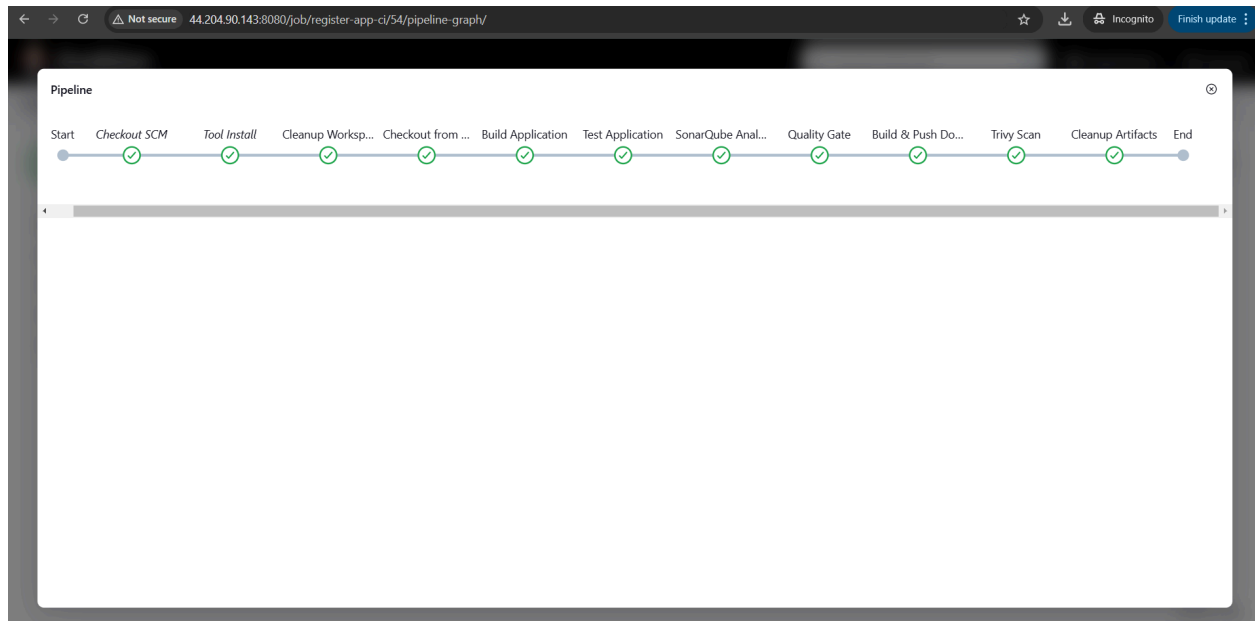 Not secure 44.204.90.143:8080/job/register-app-ci/54/pipeline-graph/ Incognito Finish update
Pipeline
Start Checkout SCM Tool Install Cleanup Worksp... Checkout from ... Build Application Test Application SonarQube Anal... Quality Gate Build & Push Do... Trivy Scan Cleanup Artifacts End